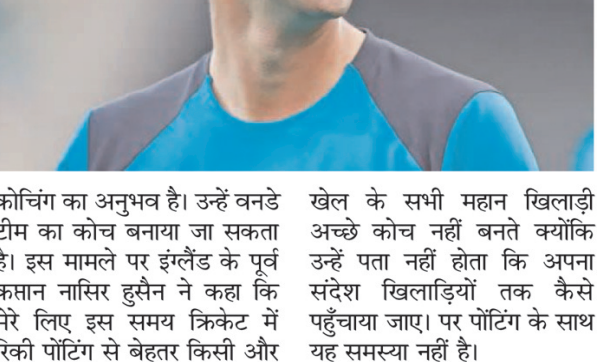 कोचिंग का अनुभव है। उन्हें वनडे
टीम का कोच बनाया जा सकता
है। इस मामले पर इंग्लैंड के पूर्व
कप्तान नासिर हुसैन ने कहा कि
मेरे लिए इस समय क्रिकेट में
रिकी पोंटिंग से बेहतर किसी और
खेल के सभी महान खिलाड़ी
अच्छे कोच नहीं बनते क्योंकि
उन्हें पता नहीं होता कि अपना
संदेश खिलाड़ियों तक कैसे
पहुँचाया जाए। पर पोंटिंग के साथ
यह समस्या नहीं है।